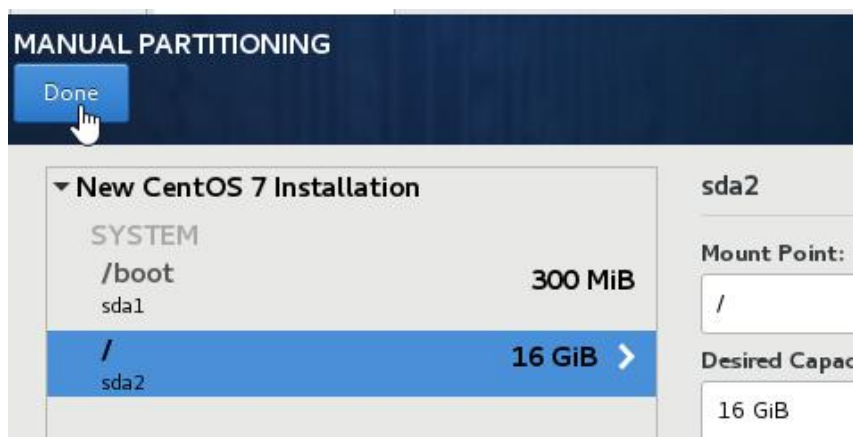 MANUAL PARTITIONING
Done
New CentOS 7 Installation
SYSTEM
/boot
300 MiB
sda1
/
16 GiB
sda2
sda2
Mount Point:
/
Desired Capac
16 GiB